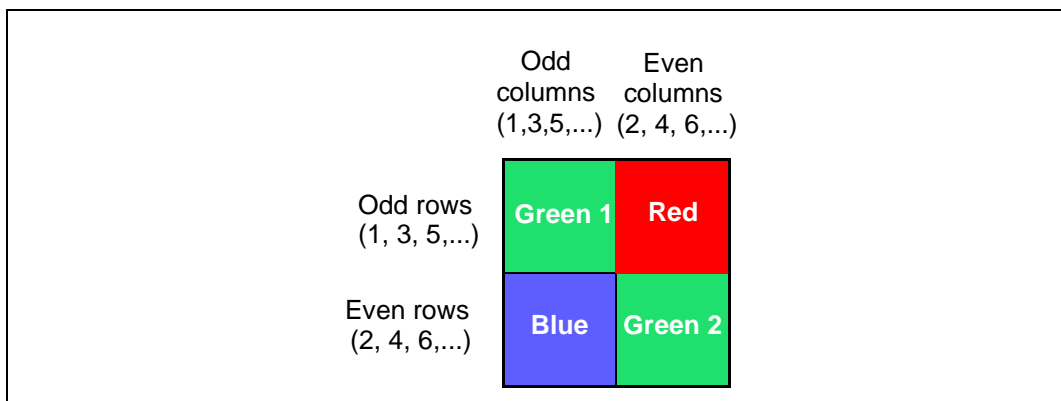 Odd
columns
(1,3,5,...)
Even
columns
(2, 4, 6,...)
Odd rows
(1, 3, 5,...)
Green 1
Red
Even rows
(2, 4, 6,...)
Blue
Green 2